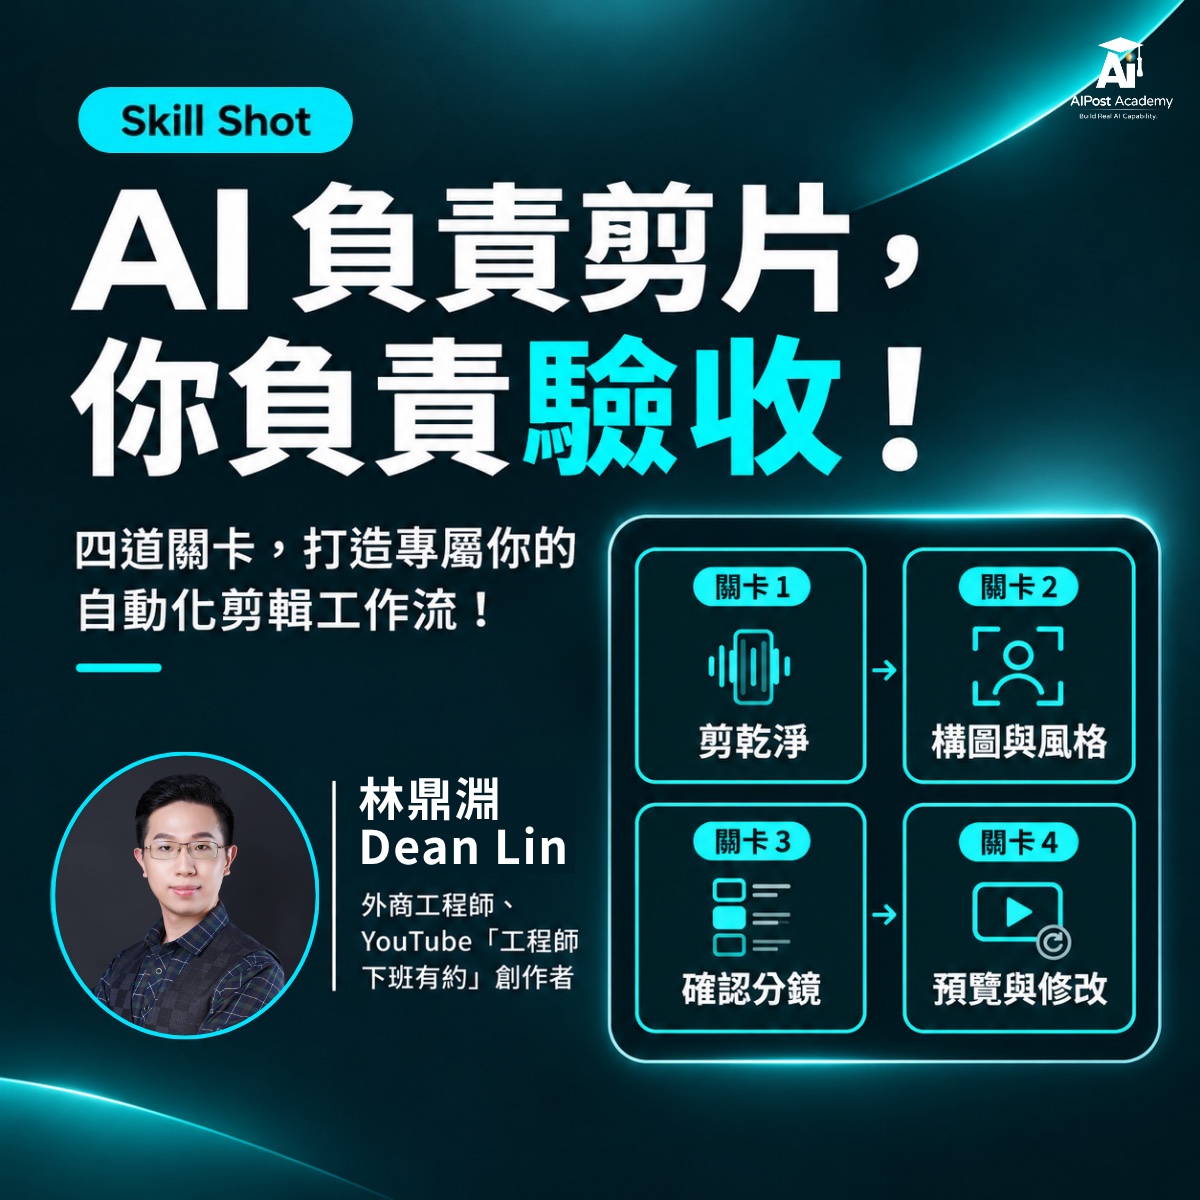 Ai
AIPost Academy
Build Real AI Capability.
Skill Shot
AI 負責剪片，
你負責驗收！
四道關卡，打造專屬你的
自動化剪輯工作流！
關卡 1
剪乾淨
關卡 2
構圖與風格
關卡 3
確認分鏡
關卡 4
預覽與修改
林鼎淵
Dean Lin
外商工程師、
YouTube「工程師
下班有約」創作者